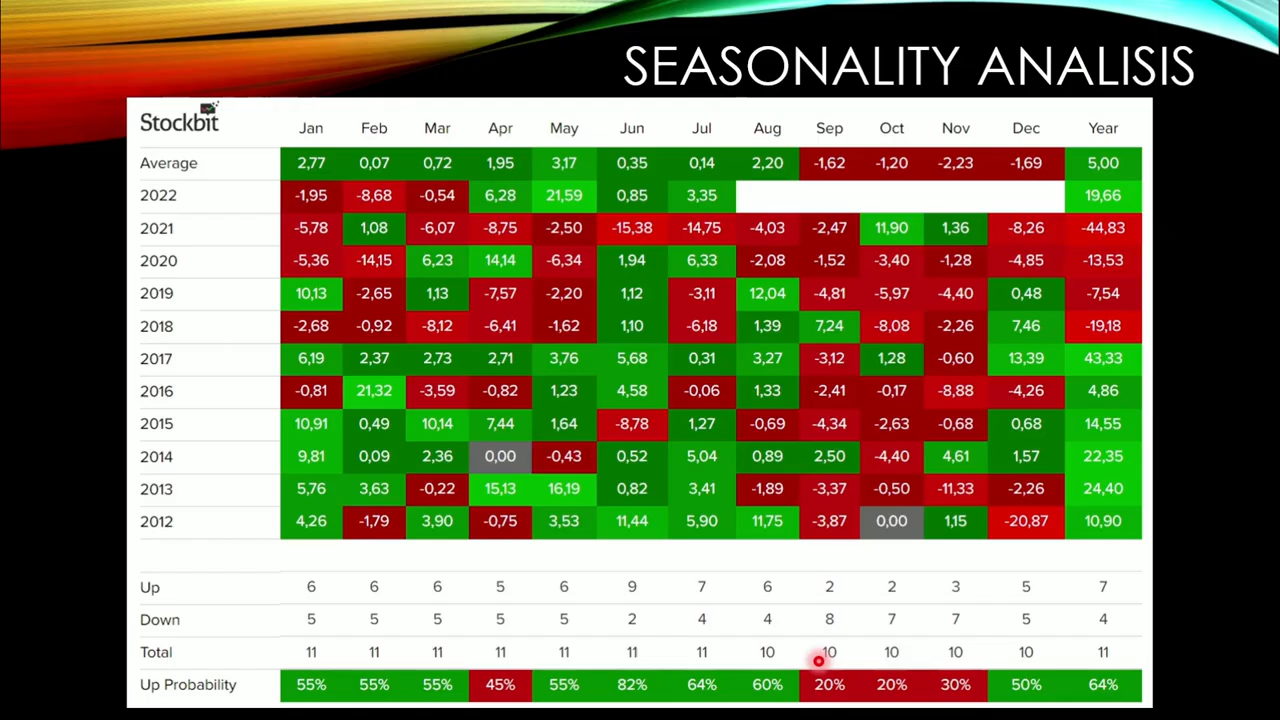 SEASONALITY ANALISIS
Stockbit
Jan Feb Mar Apr May Jun Jul Aug Sep Oct Nov Dec Year
Average 2,77 0,07 0,72 1,95 3,17 0,35 0,14 2,20 -1,62 -1,20 -2,23 -1,69 5,00
2022 -1,95 -8,68 -0,54 6,28 21,59 0,85 3,35 19,66
2021 -5,78 1,08 -6,07 -8,75 -2,50 -15,38 -14,75 -4,03 -2,47 11,90 1,36 -8,26 -44,83
2020 -5,36 -14,15 6,23 14,14 -6,34 1,94 6,33 -2,08 -1,52 -3,40 -1,28 -4,85 -13,53
2019 10,13 -2,65 1,13 -7,57 -2,20 1,12 -3,11 12,04 -4,81 -5,97 -4,40 0,48 -7,54
2018 -2,68 -0,92 -8,12 -6,41 -1,62 1,10 -6,18 1,39 7,24 -8,08 -2,26 7,46 -19,18
2017 6,19 2,37 2,73 2,71 3,76 5,68 0,31 3,27 -3,12 1,28 -0,60 13,39 43,33
2016 -0,81 21,32 -3,59 -0,82 1,23 4,58 -0,06 1,33 -2,41 -0,17 -8,88 -4,26 4,86
2015 10,91 0,49 10,14 7,44 1,64 -8,78 1,27 -0,69 -4,34 -2,63 -0,68 0,68 14,55
2014 9,81 0,09 2,36 0,00 -0,43 0,52 5,04 0,89 2,50 -4,40 4,61 1,57 22,35
2013 5,76 3,63 -0,22 15,13 16,19 0,82 3,41 -1,89 -3,37 -0,50 -11,33 -2,26 24,40
2012 4,26 -1,79 3,90 -0,75 3,53 11,44 5,90 11,75 -3,87 0,00 1,15 -20,87 10,90
Up 6 6 6 5 6 9 7 6 2 2 3 5 7
Down 5 5 5 5 5 2 4 4 8 7 7 5 4
Total 11 11 11 11 11 11 11 10 10 10 10 10 11
Up Probability 55% 55% 55% 45% 55% 82% 64% 60% 20% 20% 30% 50% 64%